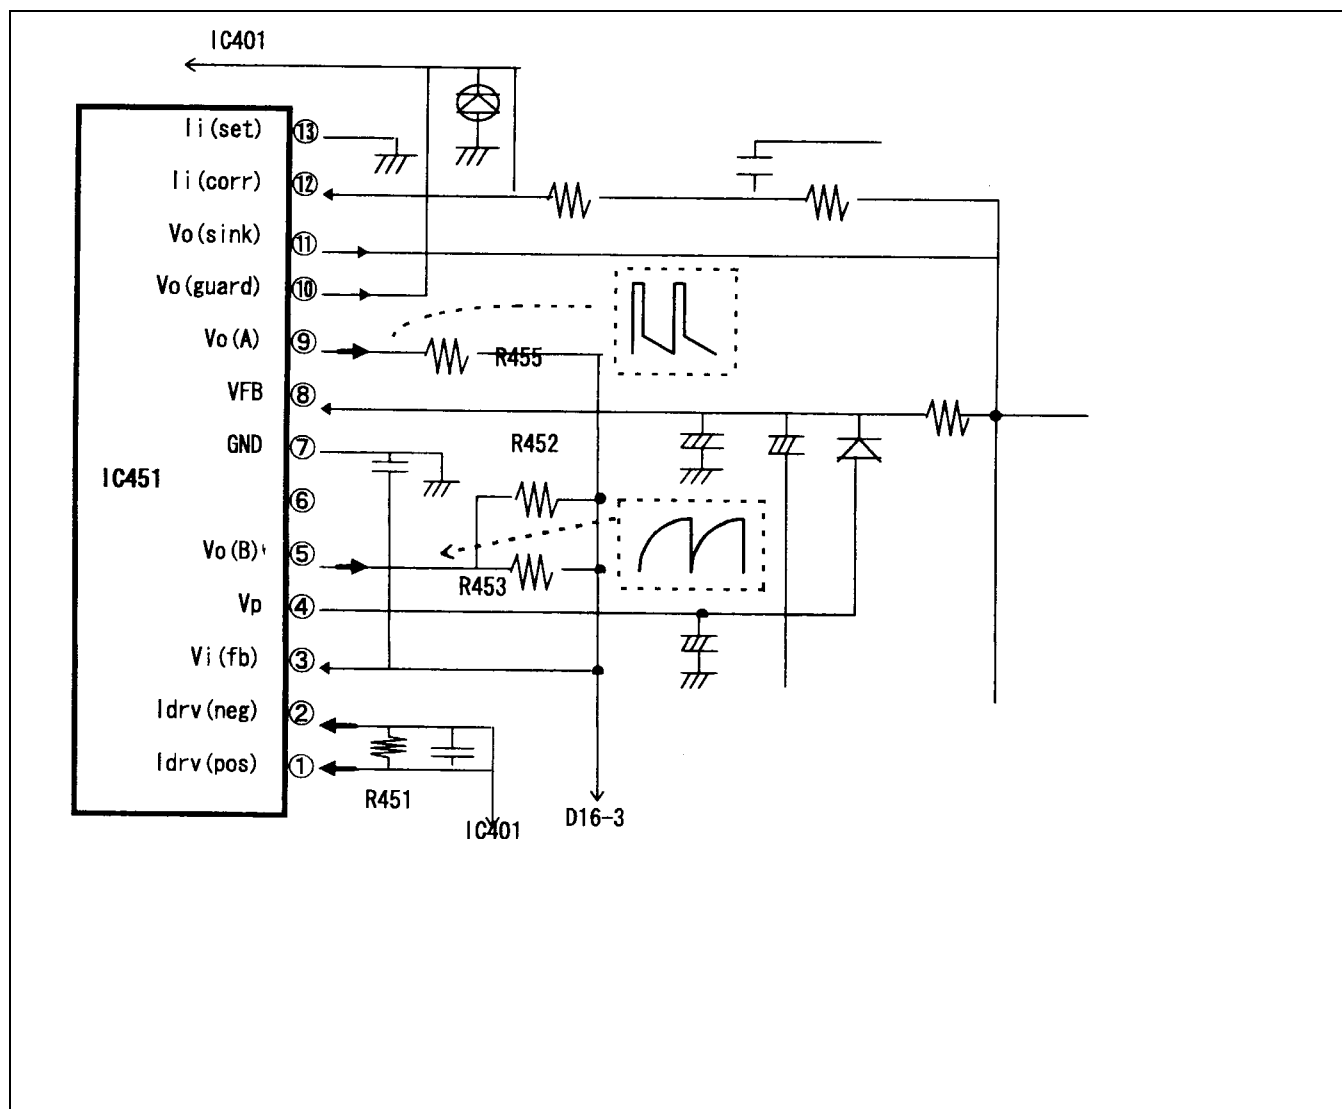 IC401
Ii(set) ⑬
Ii(corr) ⑫
Vo(sink) ⑪
Vo(guard) ⑩
Vo(A) ⑨
R455
VFB ⑧
GND ⑦
R452
IC451
⑥
Vo(B) ⑤
R453
Vp ④
Vi(fb) ③
Idrv(neg) ②
Idrv(pos) ①
R451
IC401
D16-3